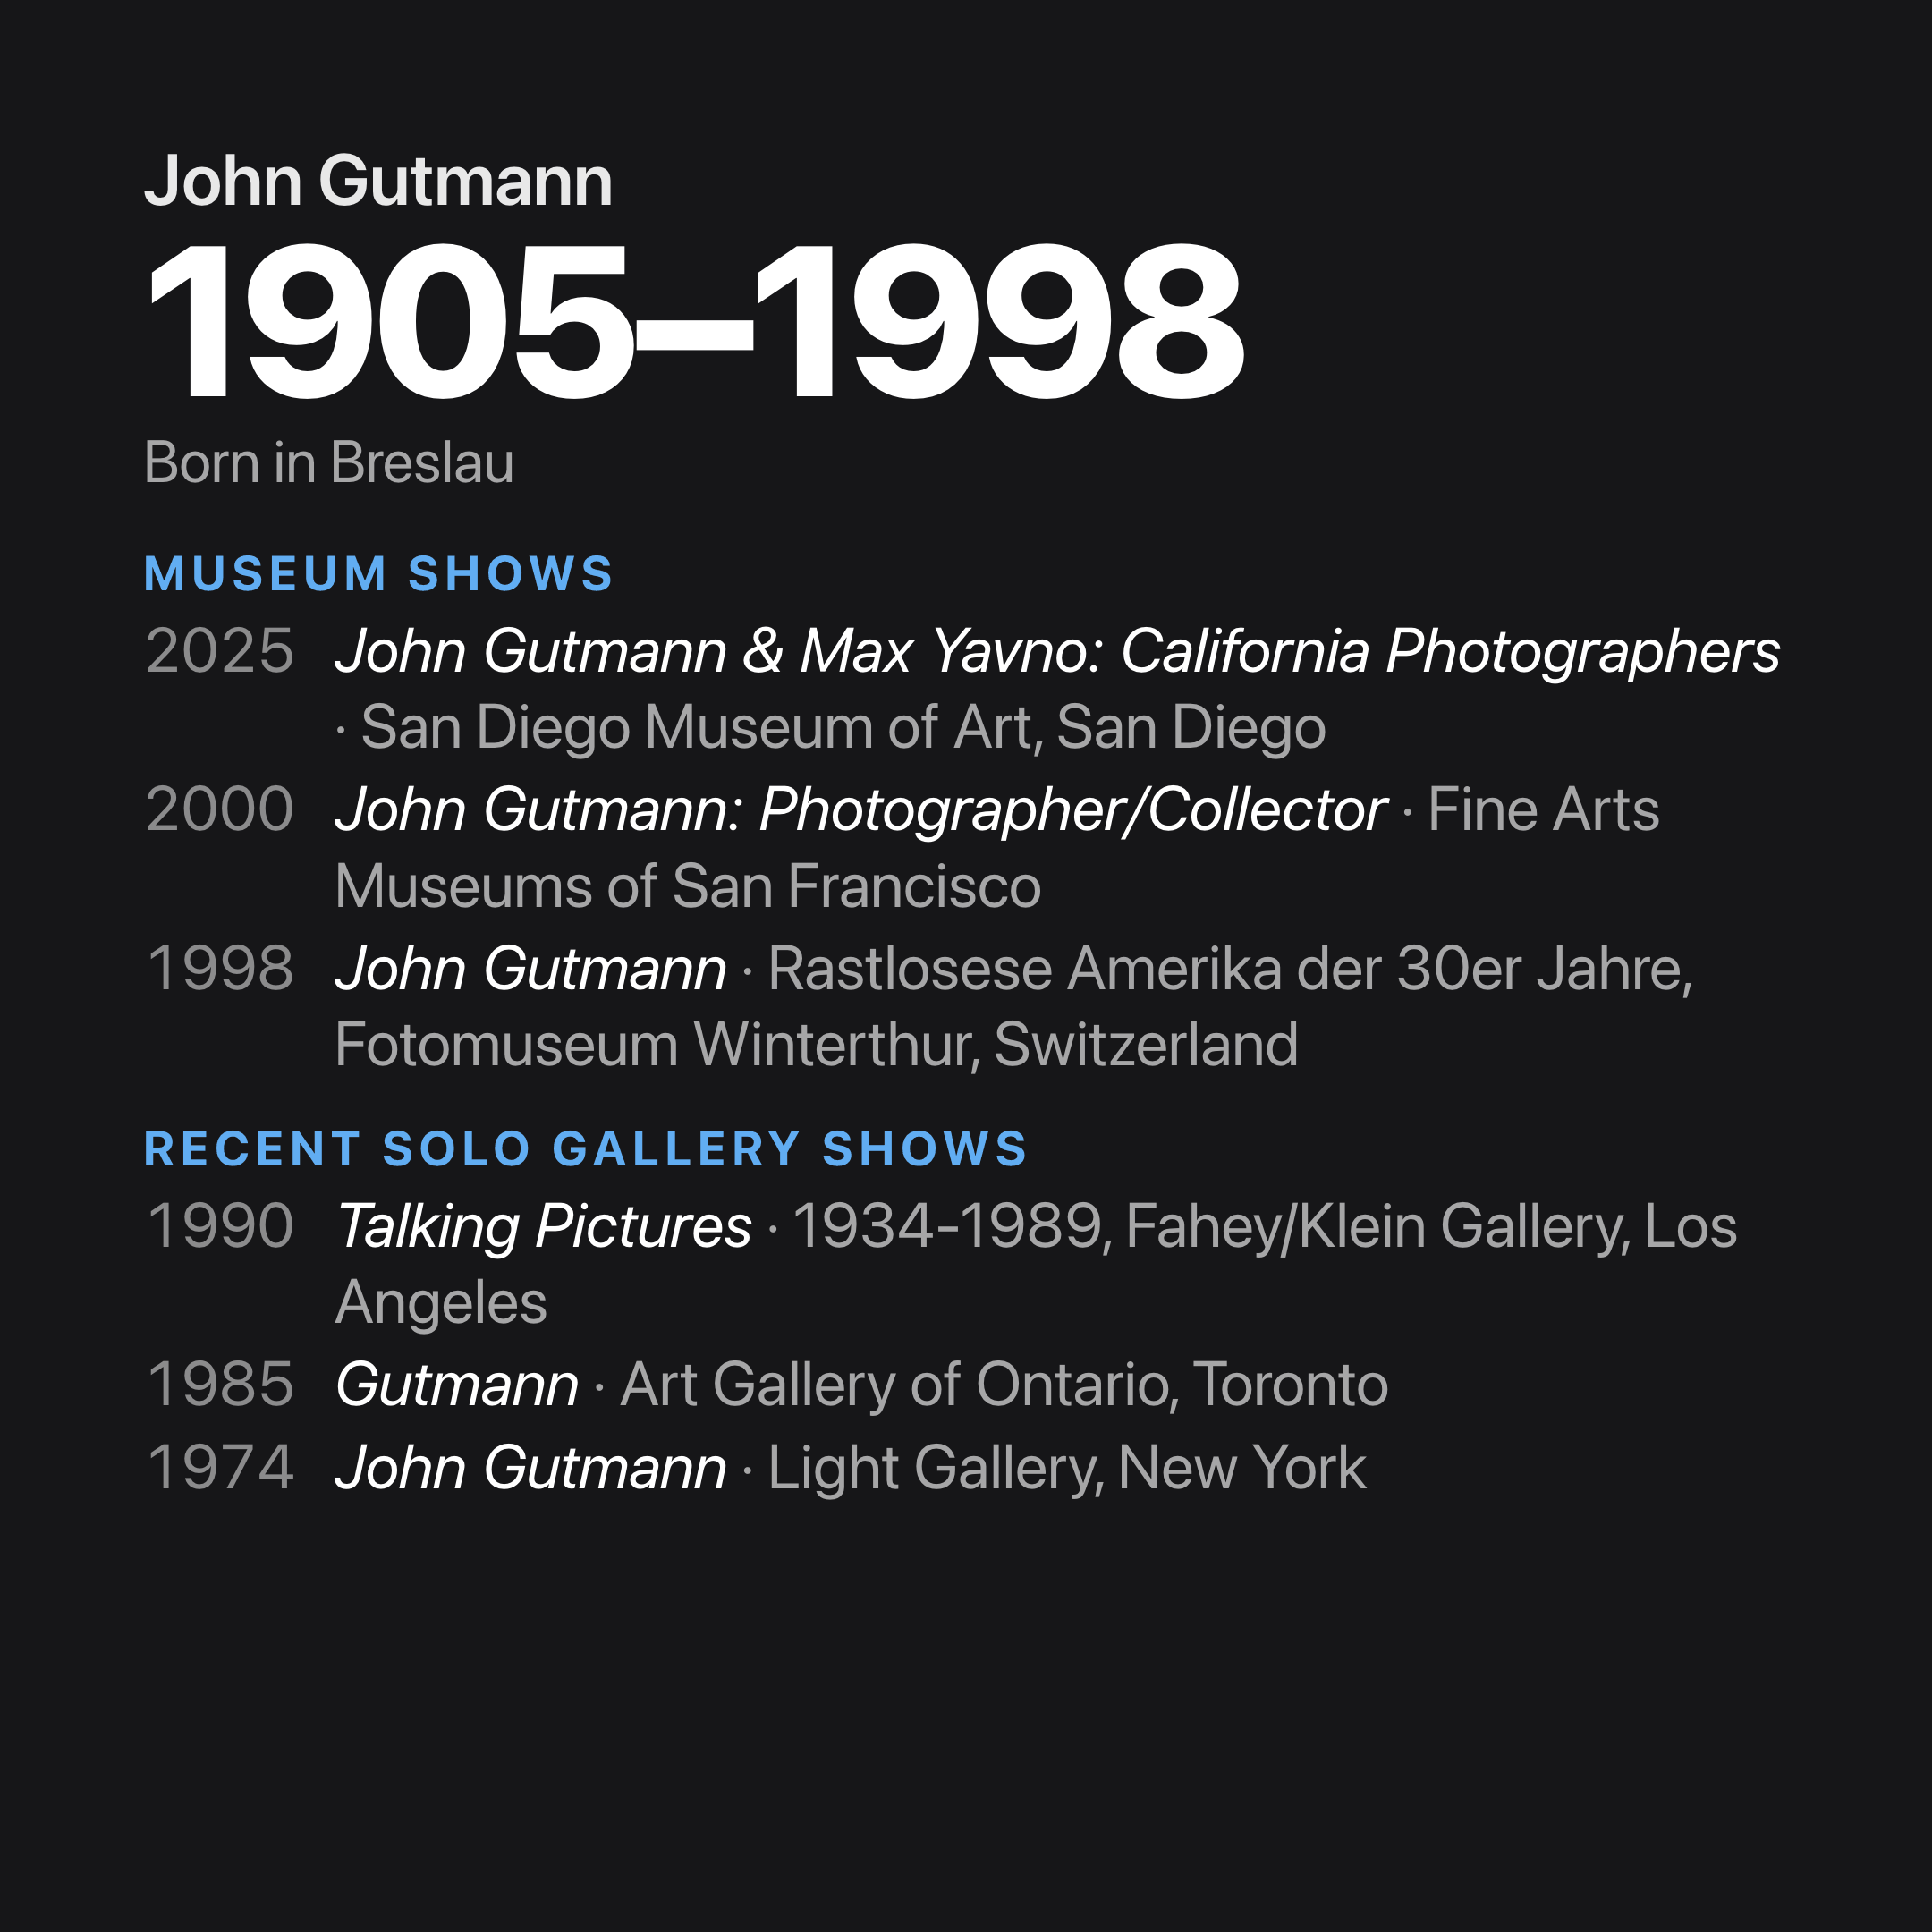 John Gutmann
1905–1998
Born in Breslau
MUSEUM SHOWS
2025 John Gutmann & Max Yavno: California Photographers
· San Diego Museum of Art, San Diego
2000 John Gutmann: Photographer/Collector · Fine Arts
Museums of San Francisco
1998 John Gutmann · Rastlosese Amerika der 30er Jahre,
Fotomuseum Winterthur, Switzerland
RECENT SOLO GALLERY SHOWS
1990 Talking Pictures · 1934-1989, Fahey/Klein Gallery, Los
Angeles
1985 Gutmann · Art Gallery of Ontario, Toronto
1974 John Gutmann · Light Gallery, New York